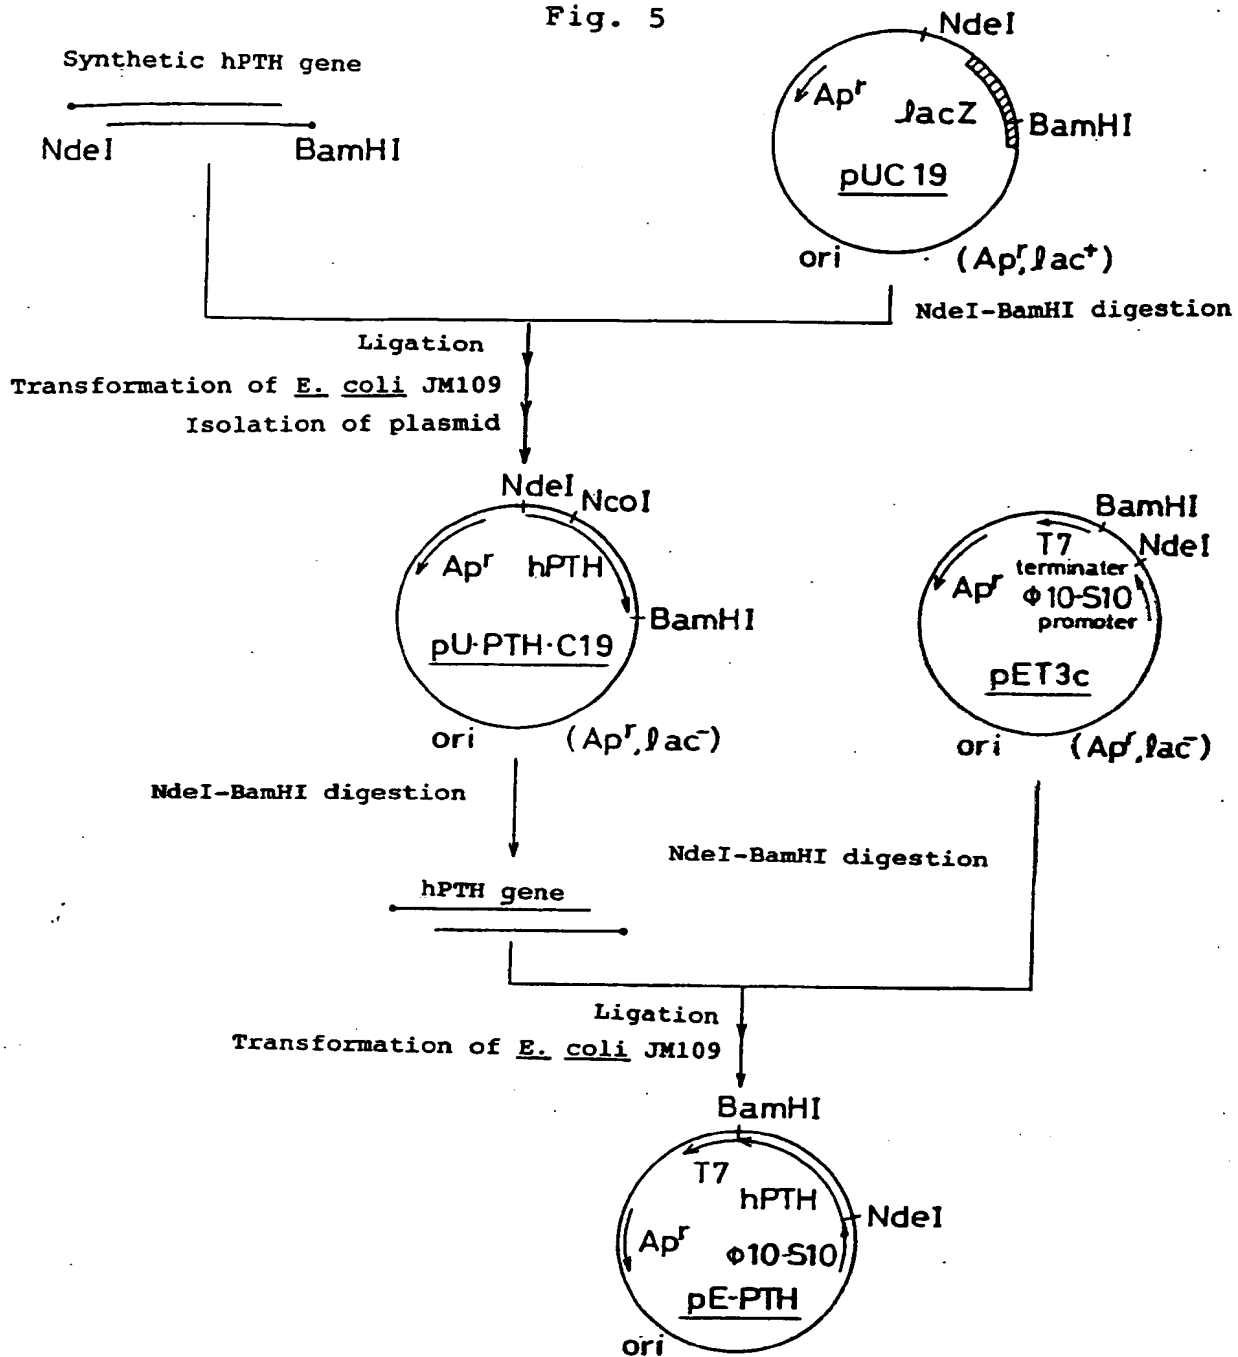 Fig. 5
Synthetic hPTH gene
NdeI
BamHI
NdeI
Apʳ
lacZ
BamHI
pUC19
ori
(Apʳ, lac⁺)
NdeI-BamHI digestion
Ligation
Transformation of E. coli JM109
Isolation of plasmid
NdeI
NcoI
Apʳ
hPTH
BamHI
pU·PTH·C19
ori
(Apʳ, lac⁻)
BamHI
NdeI
T7
terminater
Apʳ
Φ10-S10
promoter
pET3c
ori
(Apʳ, lac⁻)
NdeI-BamHI digestion
NdeI-BamHI digestion
hPTH gene
Ligation
Transformation of E. coli JM109
BamHI
T7
hPTH
NdeI
Apʳ
Φ10-S10
pE-PTH
ori